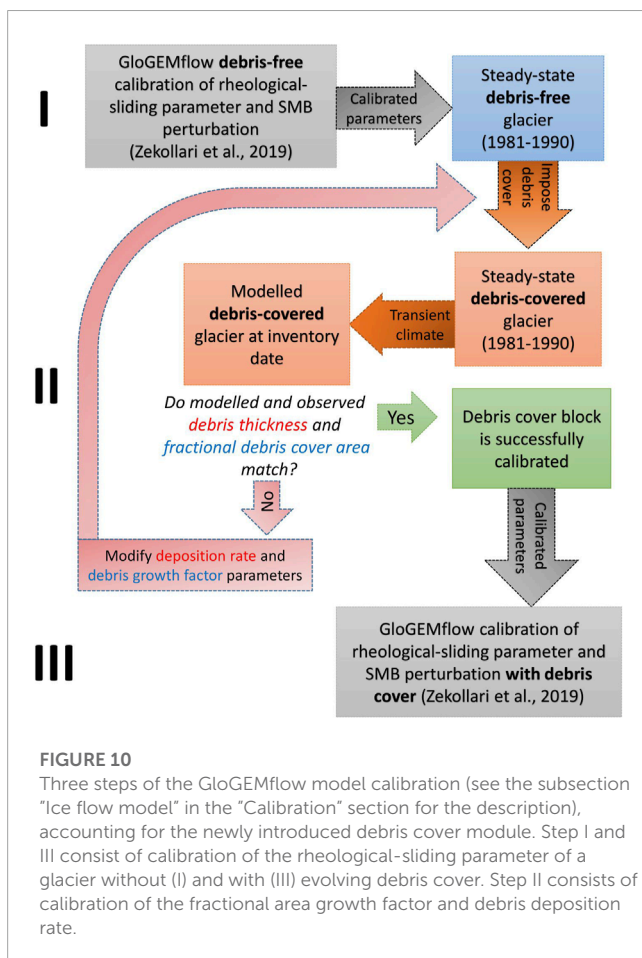 I
GloGEMflow debris-free
calibration of rheological-
sliding parameter and SMB
perturbation
(Zekollari et al., 2019)
Calibrated
parameters
Steady-state
debris-free
glacier
(1981-1990)
Impose
debris
cover
Steady-state
debris-covered
glacier
(1981-1990)
Transient
climate
Modelled
debris-covered
glacier at inventory
date
II
Do modelled and observed
debris thickness and
fractional debris cover area
match?
Yes
Debris cover block
is successfully
calibrated
No
Modify deposition rate and
debris growth factor parameters
Calibrated
parameters
III
GloGEMflow calibration of
rheological-sliding parameter and
SMB perturbation with debris
cover (Zekollari et al., 2019)
FIGURE 10
Three steps of the GloGEMflow model calibration (see the subsection
"Ice flow model" in the "Calibration" section for the description),
accounting for the newly introduced debris cover module. Step I and
III consist of calibration of the rheological-sliding parameter of a
glacier without (I) and with (III) evolving debris cover. Step II consists of
calibration of the fractional area growth factor and debris deposition
rate.